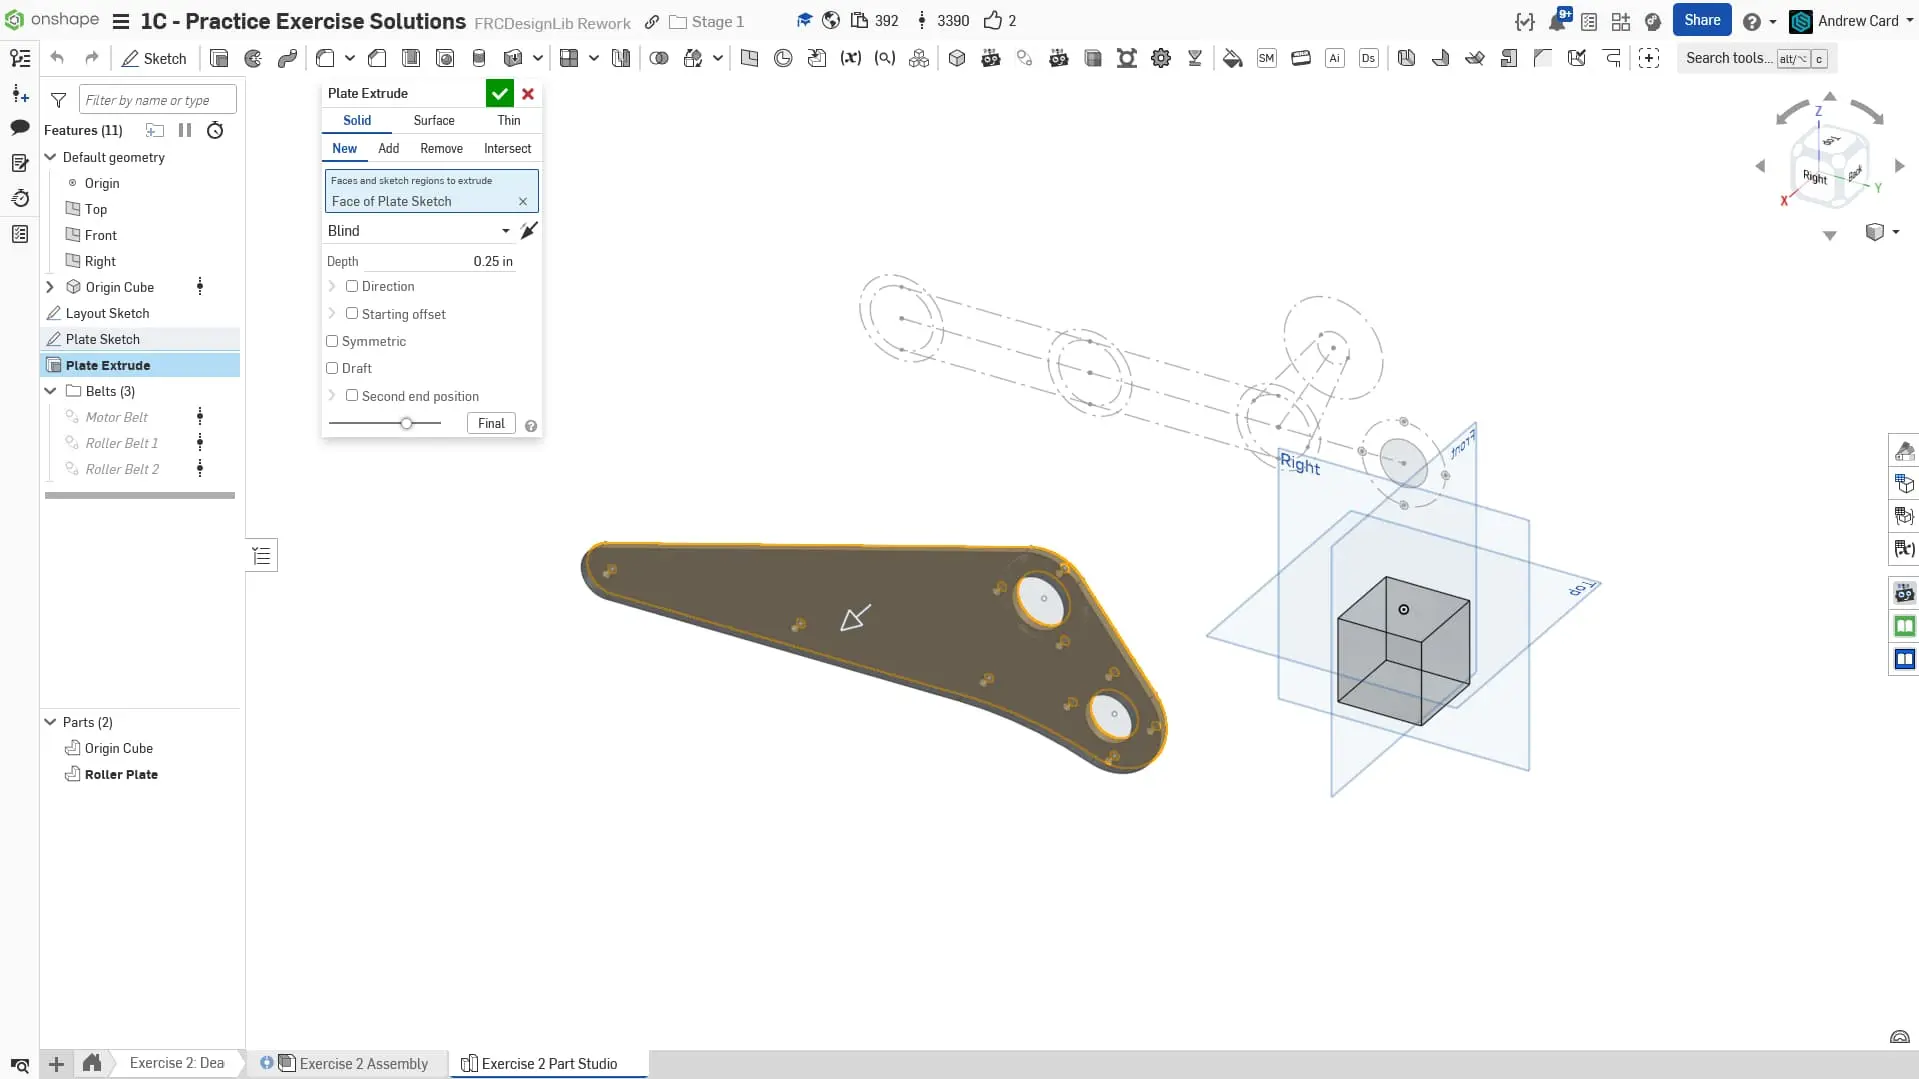 onshape
1C - Practice Exercise Solutions
FRCDesignLib Rework
Stage 1
392
3390
2
9+
Share
Andrew Card
Sketch
SM
Ai
Ds
Search tools...
alt/⌥
c
Filter by name or type
Features (11)
Default geometry
Origin
Top
Front
Right
Origin Cube
Layout Sketch
Plate Sketch
Plate Extrude
Belts (3)
Motor Belt
Roller Belt 1
Roller Belt 2
Parts (2)
Origin Cube
Roller Plate
Plate Extrude
Solid
Surface
Thin
New
Add
Remove
Intersect
Faces and sketch regions to extrude
Face of Plate Sketch
Blind
Depth
0.25 in
Direction
Starting offset
Symmetric
Draft
Second end position
Final
Right
Front
Top
Z
Top
Right
Back
X
Y
Exercise 2: Dea
Exercise 2 Assembly
Exercise 2 Part Studio